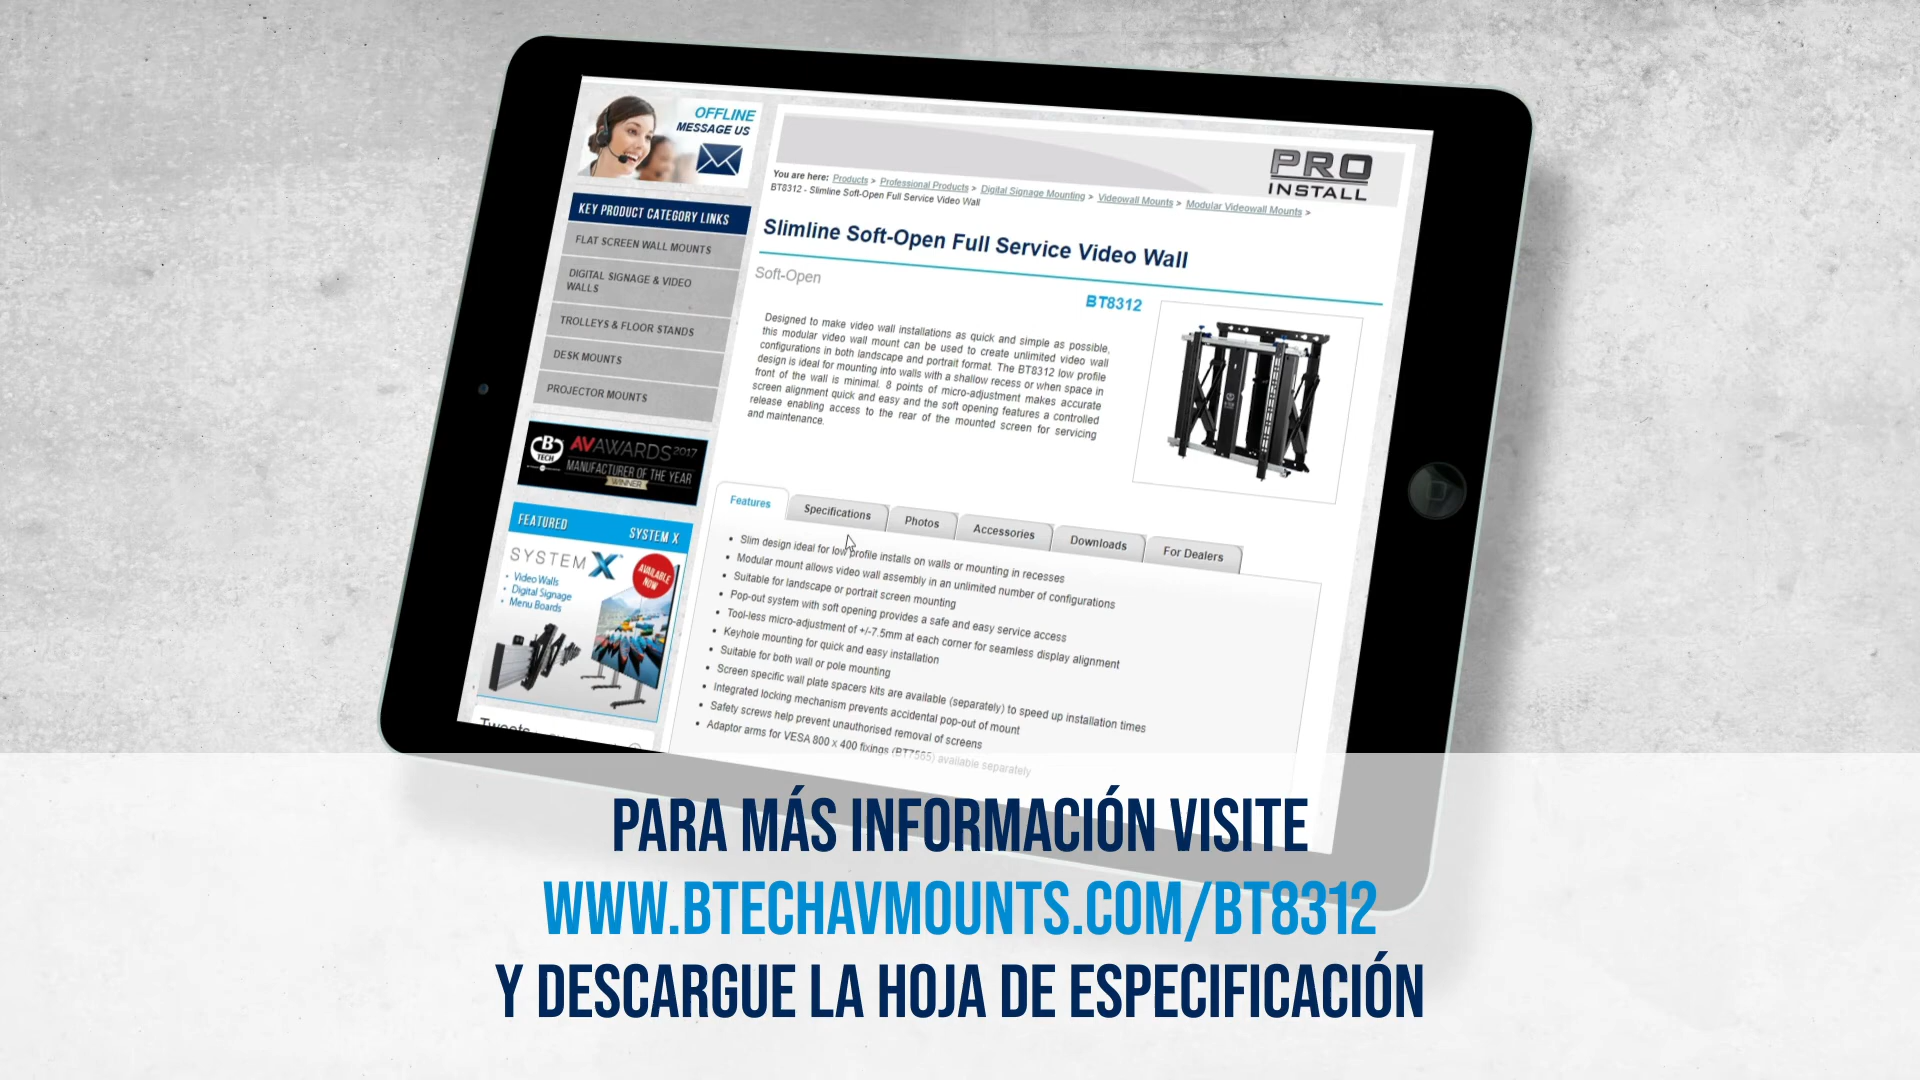 OFFLINE
MESSAGE US
KEY PRODUCT CATEGORY LINKS
FLAT SCREEN WALL MOUNTS
DIGITAL SIGNAGE & VIDEO
WALLS
TROLLEYS & FLOOR STANDS
DESK MOUNTS
PROJECTOR MOUNTS
B
TECH
AVAWARDS2017
MANUFACTURER OF THE YEAR
WINNER
FEATURED
SYSTEM X
SYSTEM X
AVAILABLE
NOW
• Video Walls
• Digital Signage
• Menu Boards
Tweets
PRO
INSTALL
You are here: Products > Professional Products > Digital Signage Mounting > Videowall Mounts > Modular Videowall Mounts >
BT8312 - Slimline Soft-Open Full Service Video Wall
Slimline Soft-Open Full Service Video Wall
Soft-Open
BT8312
Designed to make video wall installations as quick and simple as possible,
this modular video wall mount can be used to create unlimited video wall
configurations in both landscape and portrait format. The BT8312 low profile
design is ideal for mounting into walls with a shallow recess or when space in
front of the wall is minimal. 8 points of micro-adjustment makes accurate
screen alignment quick and easy and the soft opening features a controlled
release enabling access to the rear of the mounted screen for servicing
and maintenance.
Features
Specifications
Photos
Accessories
Downloads
For Dealers
• Slim design ideal for low profile installs on walls or mounting in recesses
• Modular mount allows video wall assembly in an unlimited number of configurations
• Suitable for landscape or portrait screen mounting
• Pop-out system with soft opening provides a safe and easy service access
• Tool-less micro-adjustment of +/-7.5mm at each corner for seamless display alignment
• Keyhole mounting for quick and easy installation
• Suitable for both wall or pole mounting
• Screen specific wall plate spacers kits are available (separately) to speed up installation times
• Integrated locking mechanism prevents accidental pop-out of mount
• Safety screws help prevent unauthorised removal of screens
• Adaptor arms for VESA 800 x 400 fixings (BT7565) available separately
PARA MÁS INFORMACIÓN VISITE
WWW.BTECHAVMOUNTS.COM/BT8312
Y DESCARGUE LA HOJA DE ESPECIFICACIÓN